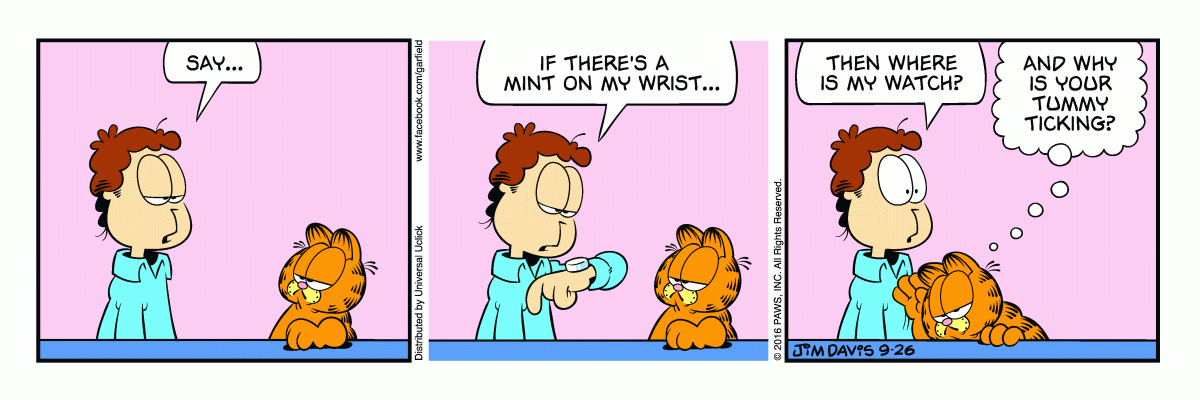 SAY...
www.facebook.com/garfield
Distributed by Universal Uclick
IF THERE'S A
MINT ON MY WRIST...
© 2016 PAWS, INC. All Rights Reserved.
THEN WHERE
IS MY WATCH?
AND WHY
IS YOUR
TUMMY
TICKING?
JIM DAVIS 9-26